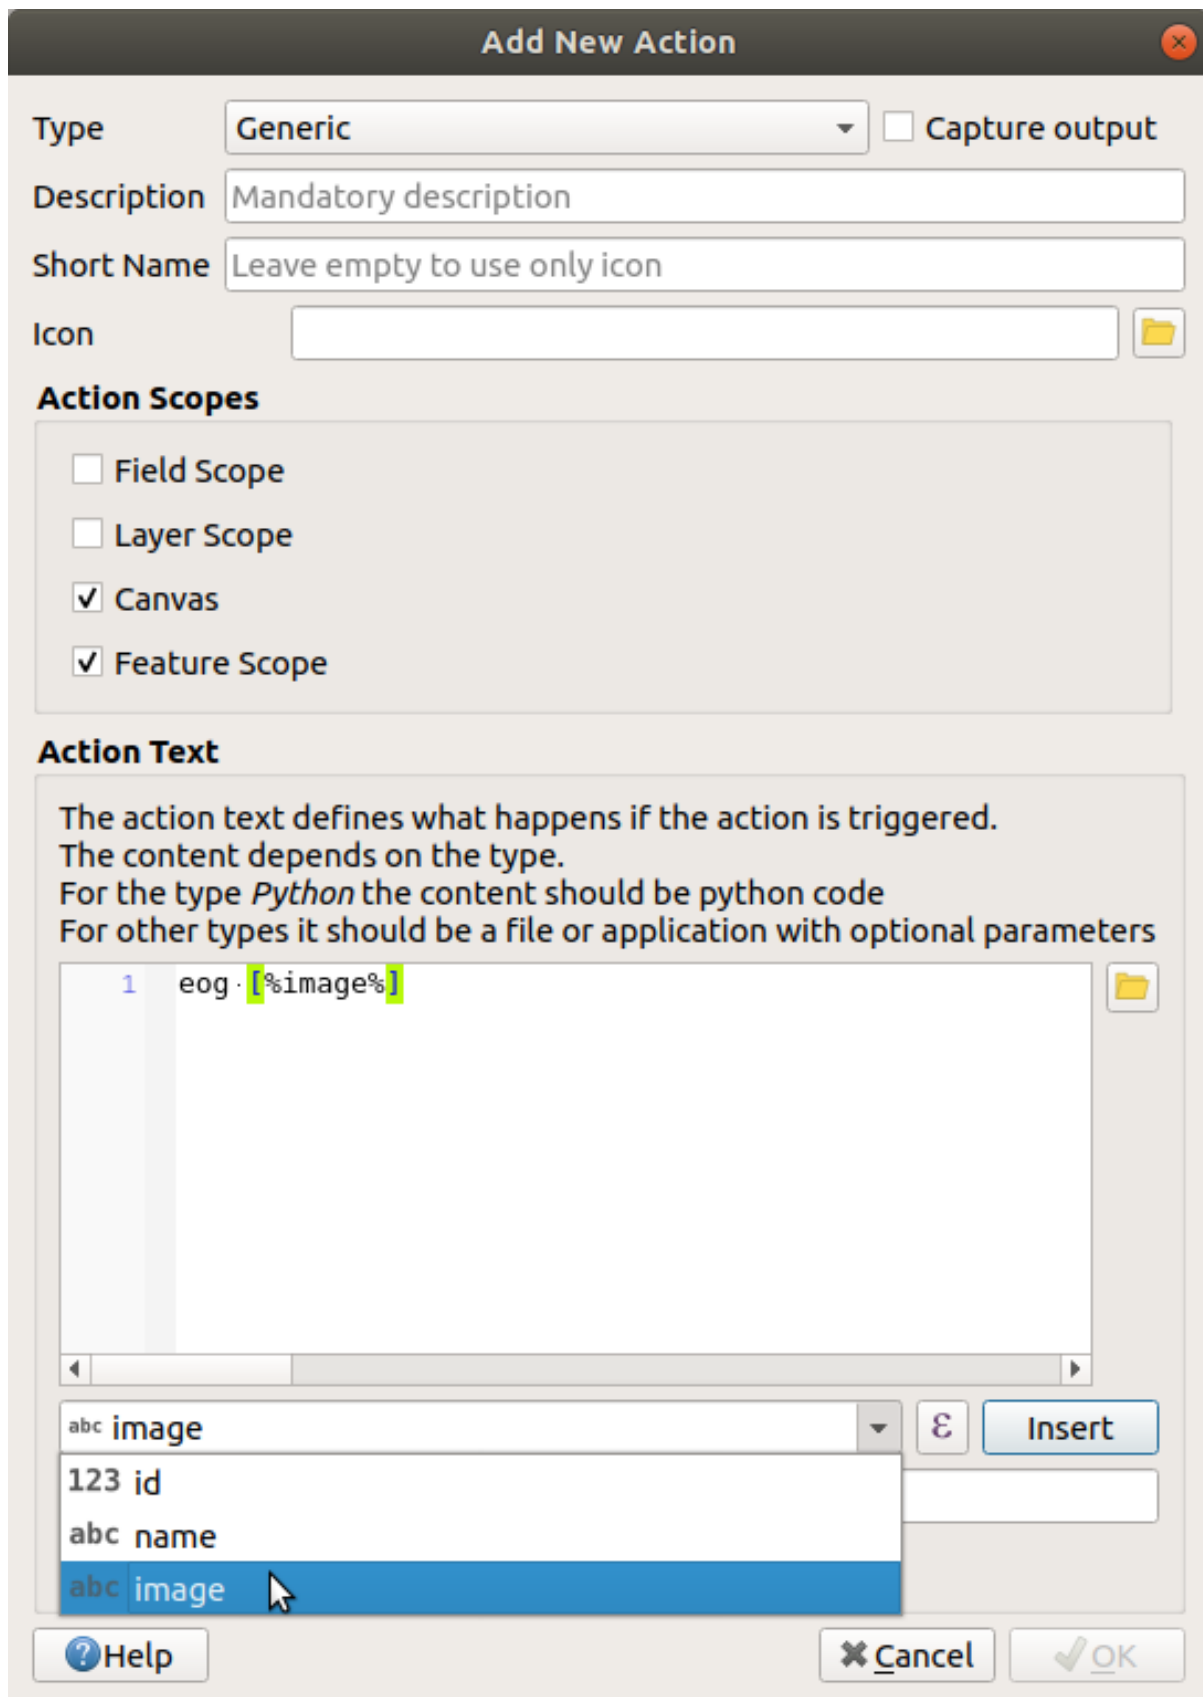 Add New Action
Type Generic Capture output
Description Mandatory description
Short Name Leave empty to use only icon
Icon
Action Scopes
Field Scope
Layer Scope
Canvas
Feature Scope
Action Text
The action text defines what happens if the action is triggered.
The content depends on the type.
For the type Python the content should be python code
For other types it should be a file or application with optional parameters
1 eog·[%image%]
abc image ε Insert
123 id
abc name
abc image
Help Cancel OK